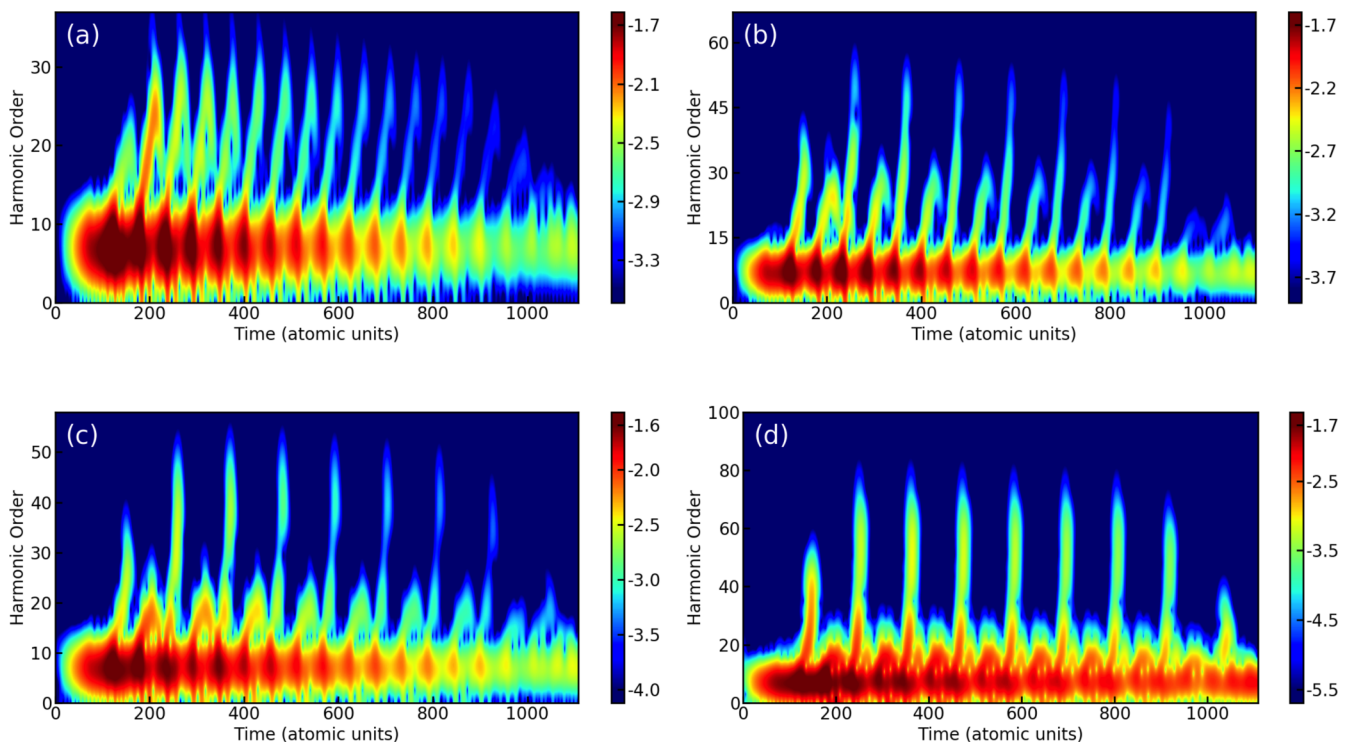 (a)
30
20
10
0
Harmonic Order
0 200 400 600 800 1000
Time (atomic units)
-1.7
-2.1
-2.5
-2.9
-3.3
(b)
60
45
30
15
0
Harmonic Order
0 200 400 600 800 1000
Time (atomic units)
-1.7
-2.2
-2.7
-3.2
-3.7
(c)
50
40
30
20
10
0
Harmonic Order
0 200 400 600 800 1000
Time (atomic units)
-1.6
-2.0
-2.5
-3.0
-3.5
-4.0
(d)
100
80
60
40
20
0
Harmonic Order
0 200 400 600 800 1000
Time (atomic units)
-1.7
-2.5
-3.5
-4.5
-5.5